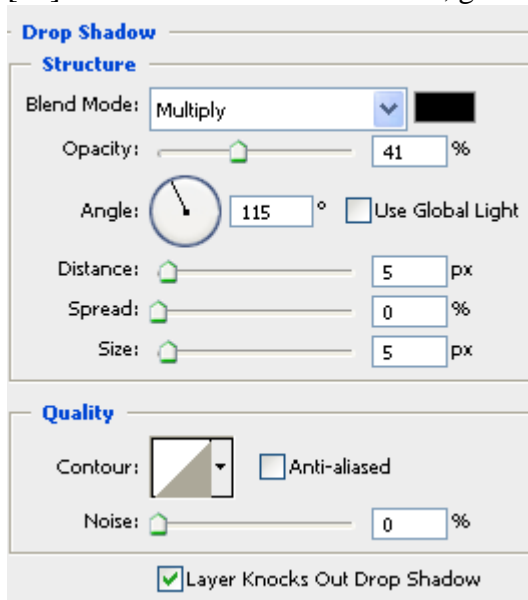 Drop Shadow
Structure
Blend Mode: Multiply
Opacity: 41 %
Angle: 115 ° Use Global Light
Distance: 5 px
Spread: 0 %
Size: 5 px
Quality
Contour: Anti-aliased
Noise: 0 %
Layer Knocks Out Drop Shadow